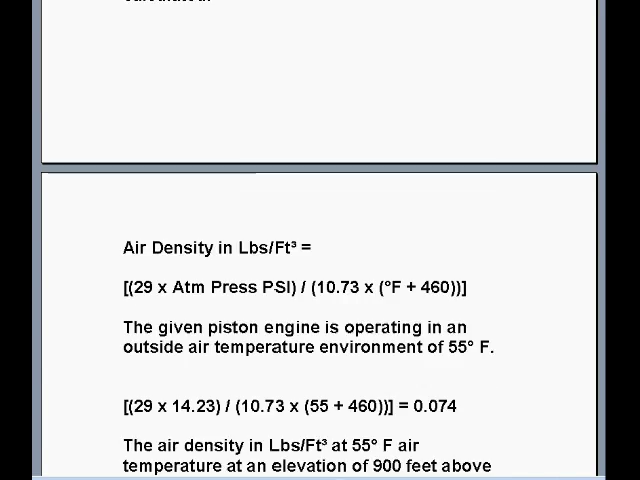 Air Density in Lbs/Ft³ =
[(29 x Atm Press PSI) / (10.73 x (°F + 460))]
The given piston engine is operating in an
outside air temperature environment of 55° F.
[(29 x 14.23) / (10.73 x (55 + 460))] = 0.074
The air density in Lbs/Ft³ at 55° F air
temperature at an elevation of 900 feet above